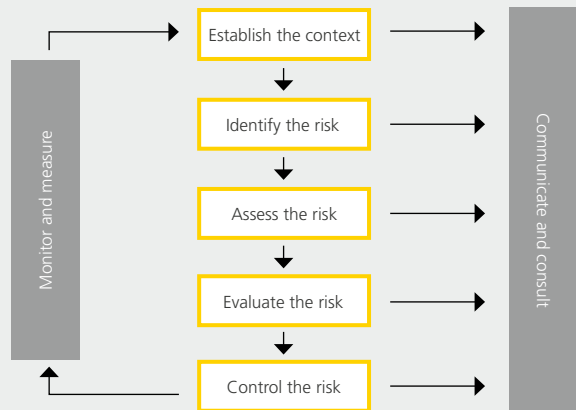 Establish the context
Identify the risk
Assess the risk
Evaluate the risk
Control the risk
Monitor and measure
Communicate and consult